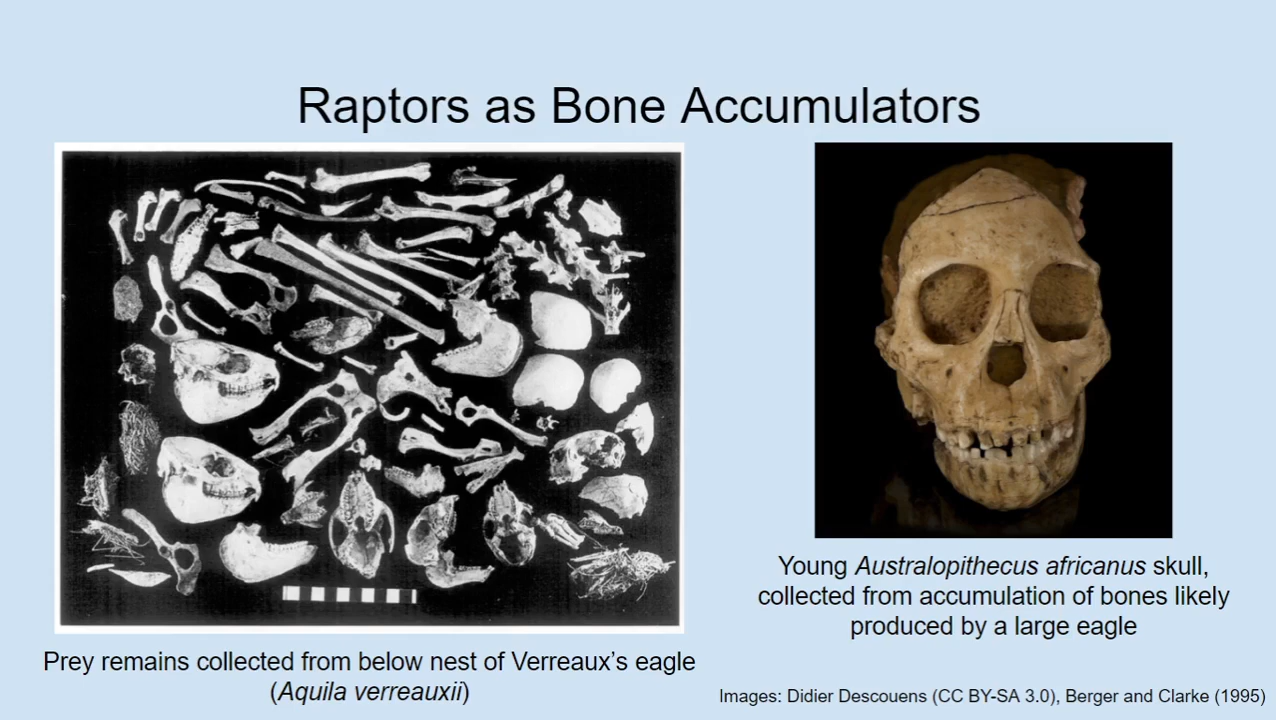 Raptors as Bone Accumulators
Prey remains collected from below nest of Verreaux's eagle
(Aquila verreauxii)
Young Australopithecus africanus skull,
collected from accumulation of bones likely
produced by a large eagle
Images: Didier Descouens (CC BY-SA 3.0), Berger and Clarke (1995)